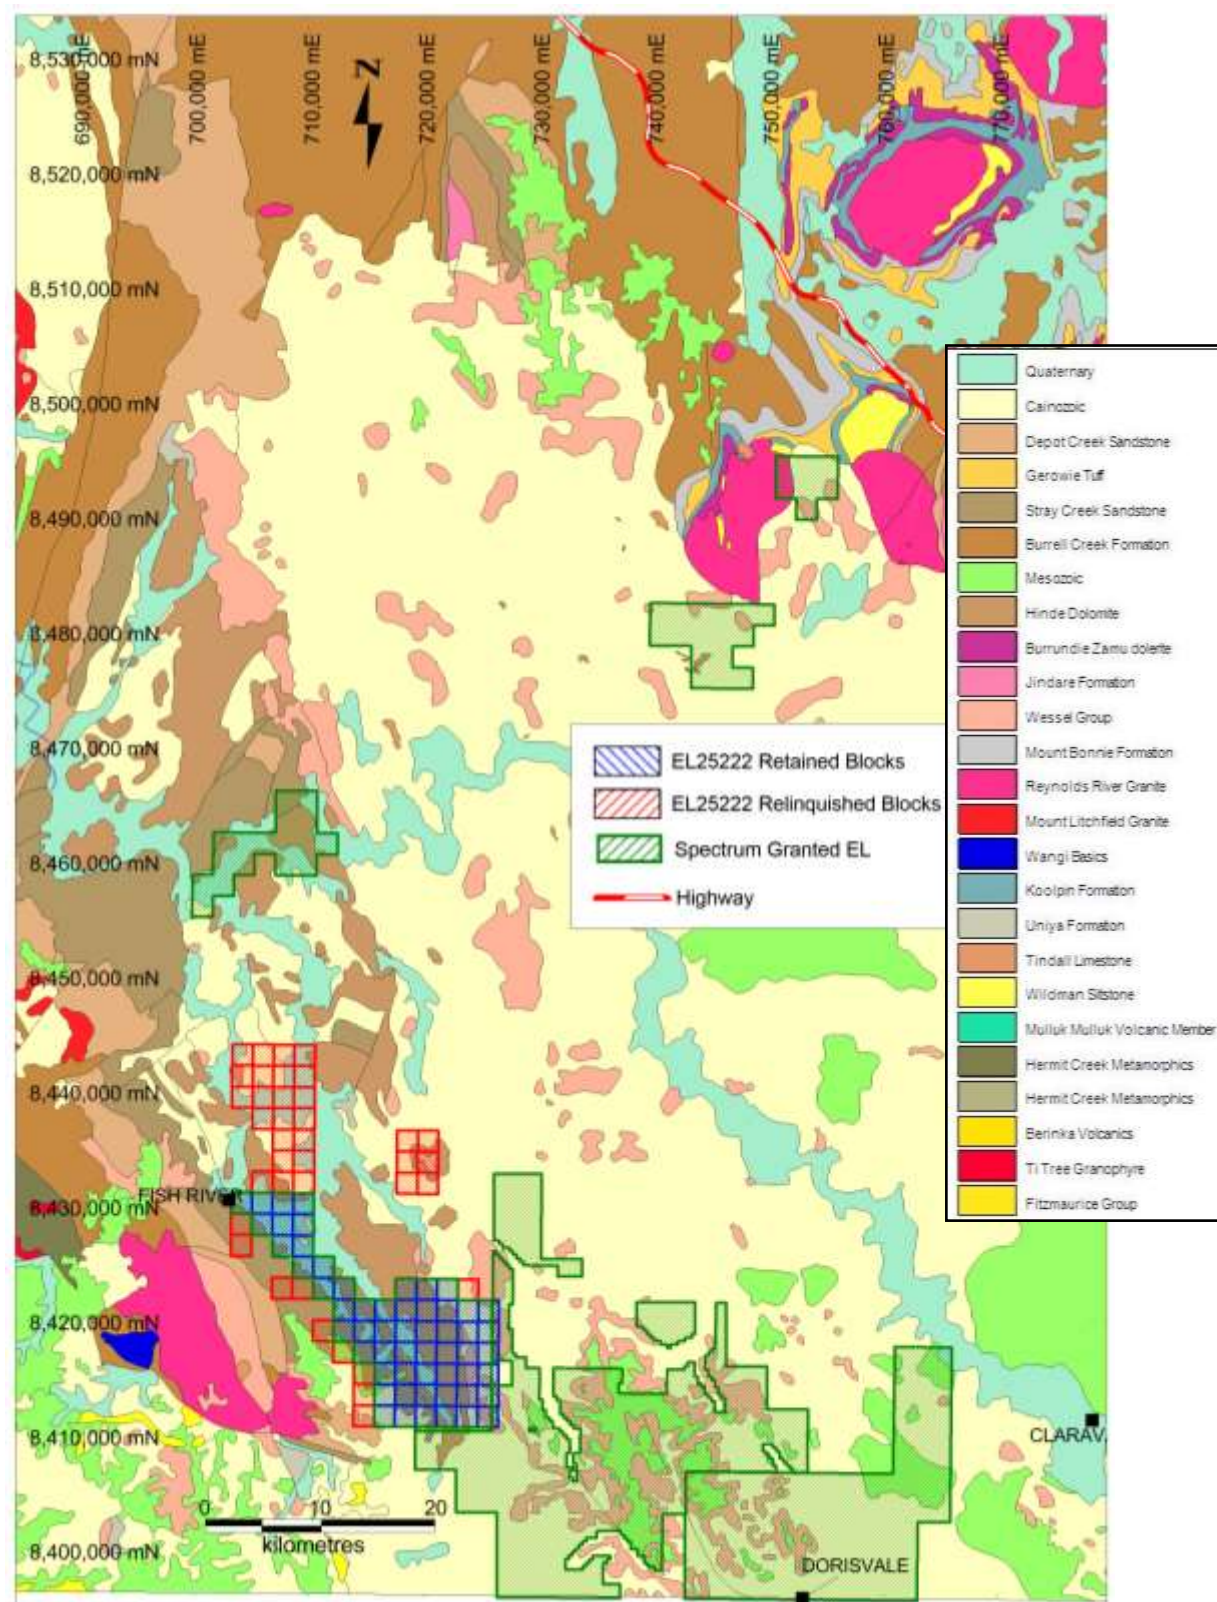 8,530,000 mN
690,000 mE
700,000 mE
710,000 mE
720,000 mE
730,000 mE
740,000 mE
750,000 mE
760,000 mE
770,000 mE
N
8,520,000 mN
8,510,000 mN
8,500,000 mN
8,490,000 mN
8,480,000 mN
8,470,000 mN
8,460,000 mN
8,450,000 mN
8,440,000 mN
8,430,000 mN
8,420,000 mN
8,410,000 mN
8,400,000 mN
Quaternary
Cainozoic
Depot Creek Sandstone
Gerowie Tuff
Stray Creek Sandstone
Burrell Creek Formation
Mesozoic
Hinde Dolomite
Burrundie Zamu dolerite
Jindare Formation
Wessel Group
Mount Bonnie Formation
Reynolds River Granite
Mount Litchfield Granite
Wangi Basics
Koolpin Formation
Uniya Formation
Tindall Limestone
Wildman Siltstone
Mulluk Mulluk Volcanic Member
Hermit Creek Metamorphics
Hermit Creek Metamorphics
Berinka Volcanics
Ti Tree Granophyre
Fitzmaurice Group
EL25222 Retained Blocks
EL25222 Relinquished Blocks
Spectrum Granted EL
Highway
FISH RIVER
CLARAV
0 10 20
kilometres
DORISVALE